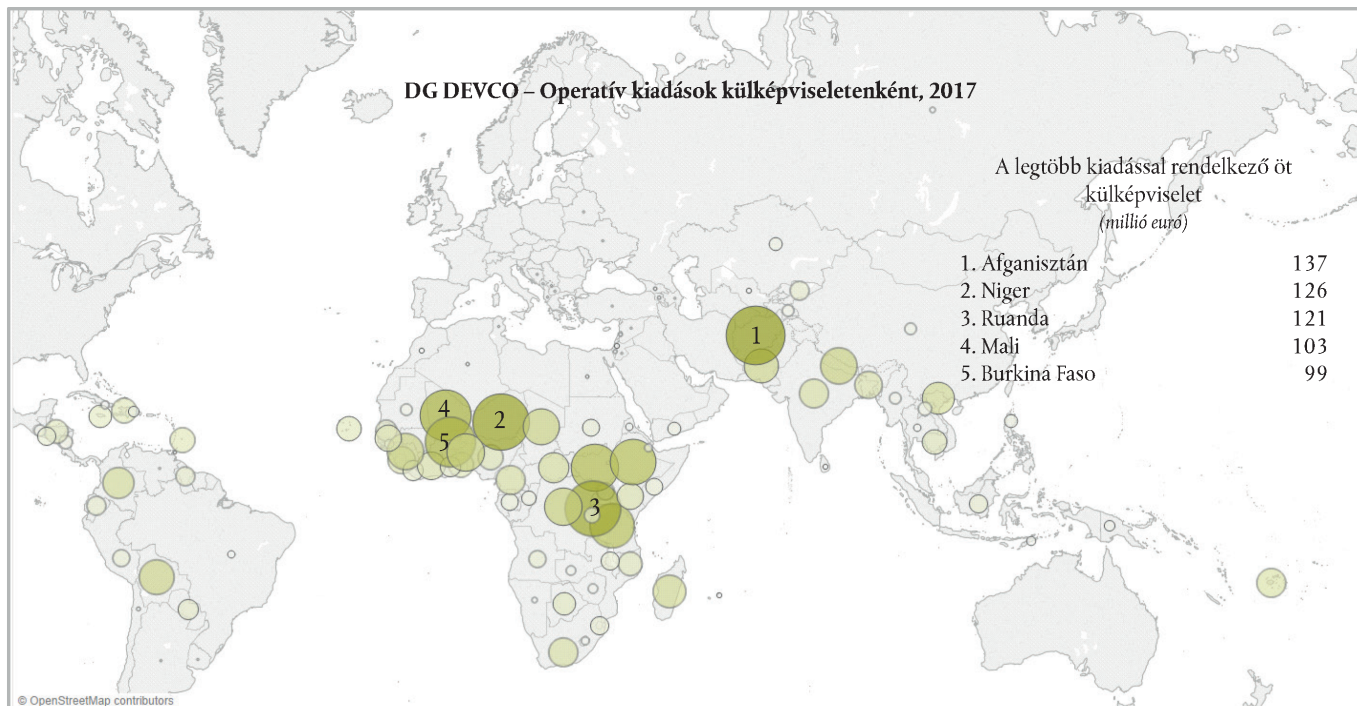 DG DEVCO – Operatív kiadások külképviseletenként, 2017
A legtöbb kiadással rendelkező öt
külképviselet
(millió euró)
1. Afganisztán 137
2. Niger 126
3. Ruanda 121
4. Mali 103
5. Burkina Faso 99
1
4
2
5
3
© OpenStreetMap contributors